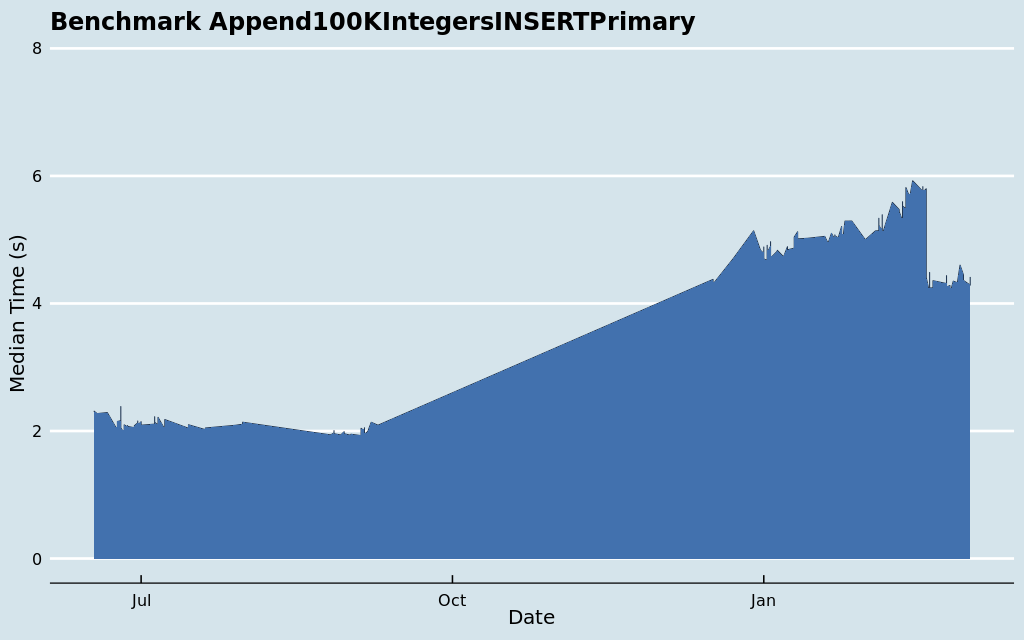 Benchmark Append100KIntegersINSERTPrimary
8
6
4
2
0
Median Time (s)
Jul
Oct
Jan
Date